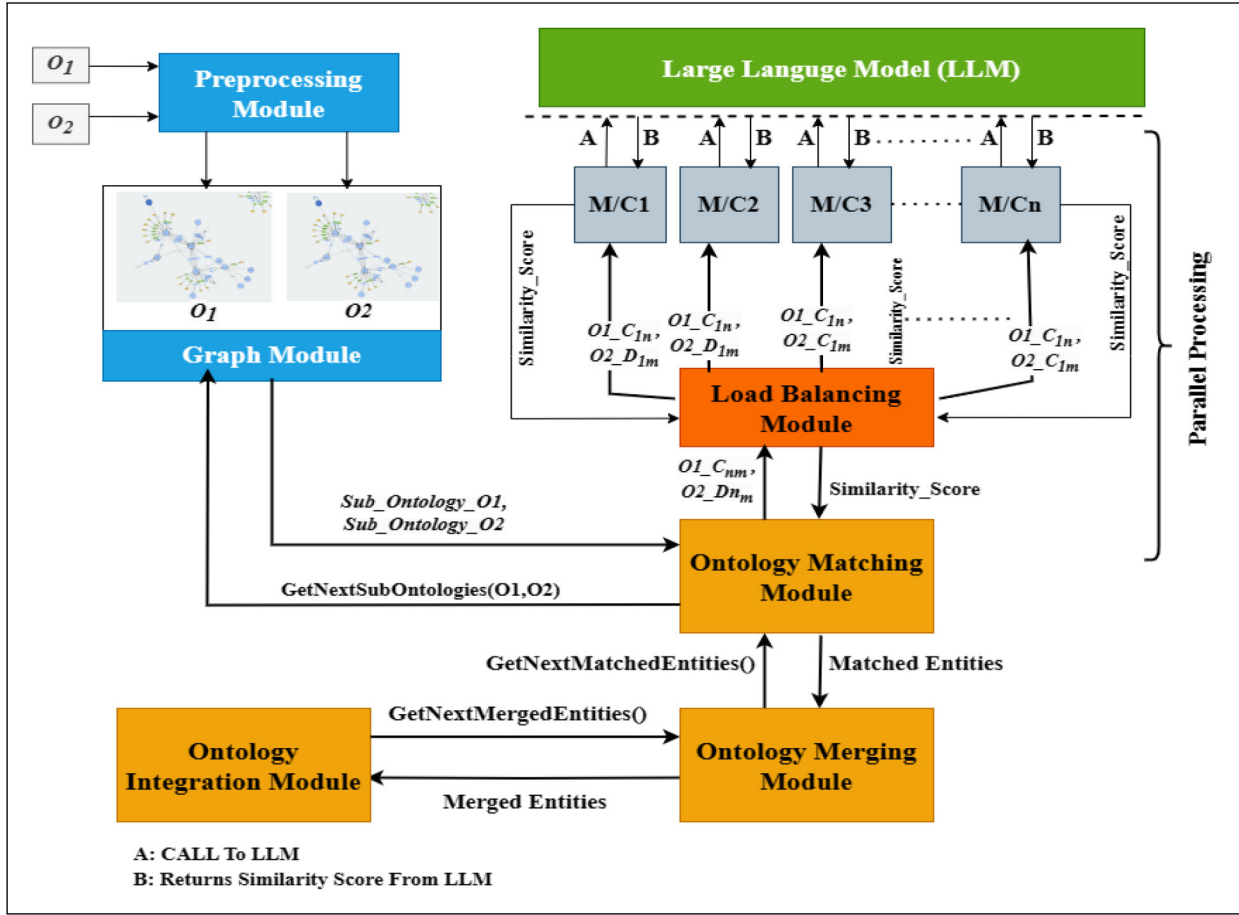 O1
O2
Preprocessing
Module
O1
O2
Graph Module
Large Languge Model (LLM)
A
B
A
B
A
B
A
B
M/C1
M/C2
M/C3
M/Cn
Similarity_Score
Similarity_Score
Similarity_Score
O1_C1n,
O2_D1m
O1_C1n,
O2_D1m
O1_C1n,
O2_C1m
O1_C1n,
O2_C1m
Parallel Processing
Load Balancing
Module
O1_Cnm,
O2_Dnm
Similarity_Score
Sub_Ontology_O1,
Sub_Ontology_O2
GetNextSubOntologies(O1,O2)
Ontology Matching
Module
GetNextMatchedEntities()
Matched Entities
GetNextMergedEntities()
Ontology
Integration Module
Ontology Merging
Module
Merged Entities
A: CALL To LLM
B: Returns Similarity Score From LLM